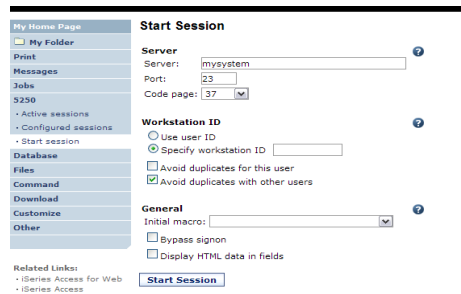 My Home Page
My Folder
Print
Messages
Jobs
5250
• Active sessions
• Configured sessions
• Start session
Database
Files
Command
Download
Customize
Other
Related Links:
• iSeries Access for Web
• iSeries Access
Start Session
Server
?
Server: mysystem
Port: 23
Code page: 37
Workstation ID
?
Use user ID
Specify workstation ID
Avoid duplicates for this user
Avoid duplicates with other users
General
?
Initial macro:
Bypass signon
Display HTML data in fields
Start Session